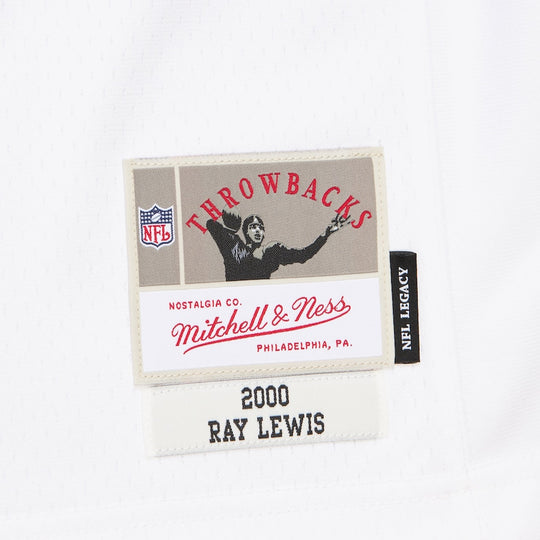 THROWBACKS
NFL
NOSTALGIA CO.
Mitchell & Ness
PHILADELPHIA, PA.
NFL LEGACY
2000
RAY LEWIS